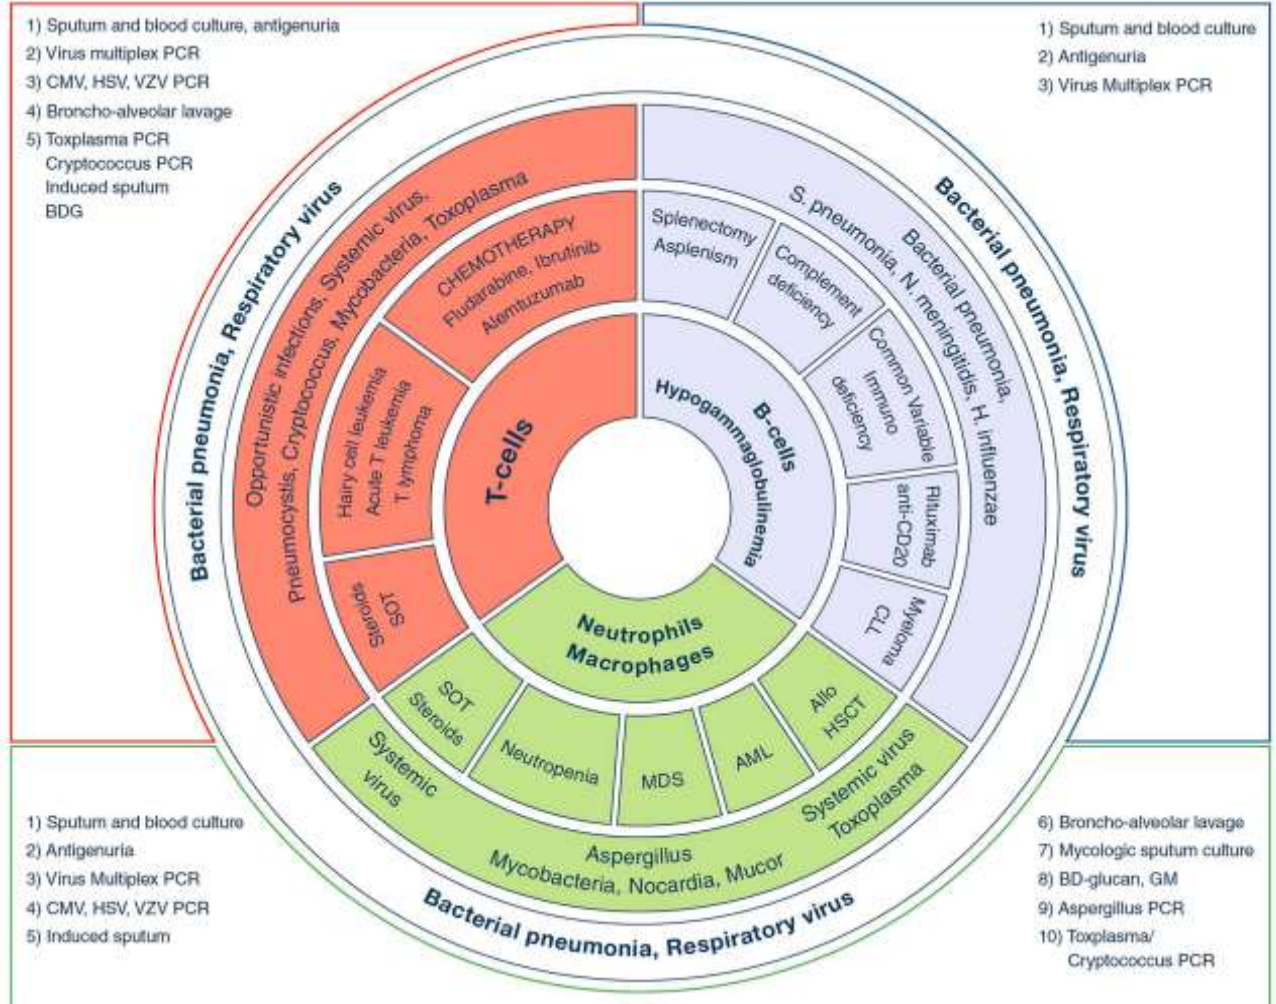 1) Sputum and blood culture, antigenuria
2) Virus multiplex PCR
3) CMV, HSV, VZV PCR
4) Broncho-alveolar lavage
5) Toxplasma PCR
Cryptococcus PCR
Induced sputum
BDG
1) Sputum and blood culture
2) Antigenuria
3) Virus Multiplex PCR
Bacterial pneumonia, Respiratory virus
Opportunistic infections, Systemic virus,
Pneumocystis, Cryptococcus, Mycobacteria, Toxoplasma
CHEMOTHERAPY
Fludarabine, Ibrutinib
Alemtuzumab
Hairy cell leukemia
Acute T leukemia
T lymphoma
SOT
Steroids
T-cells
Bacterial pneumonia, Respiratory virus
Bacterial pneumonia,
S. pneumonia, N. meningitidis, H. influenzae
Splenectomy
Asplenism
Complement
deficiency
Common Variable
Immuno
deficiency
Rituximab
anti-CD20
Myeloma
CLL
B-cells
Hypogammaglobulinemia
Neutrophils
Macrophages
SOT
Steroids
Neutropenia
MDS
AML
Allo
HSCT
Systemic
virus
Aspergillus
Mycobacteria, Nocardia, Mucor
Systemic virus
Toxoplasma
Bacterial pneumonia, Respiratory virus
1) Sputum and blood culture
2) Antigenuria
3) Virus Multiplex PCR
4) CMV, HSV, VZV PCR
5) Induced sputum
6) Broncho-alveolar lavage
7) Mycologic sputum culture
8) BD-glucan, GM
9) Aspergillus PCR
10) Toxplasma/
Cryptococcus PCR